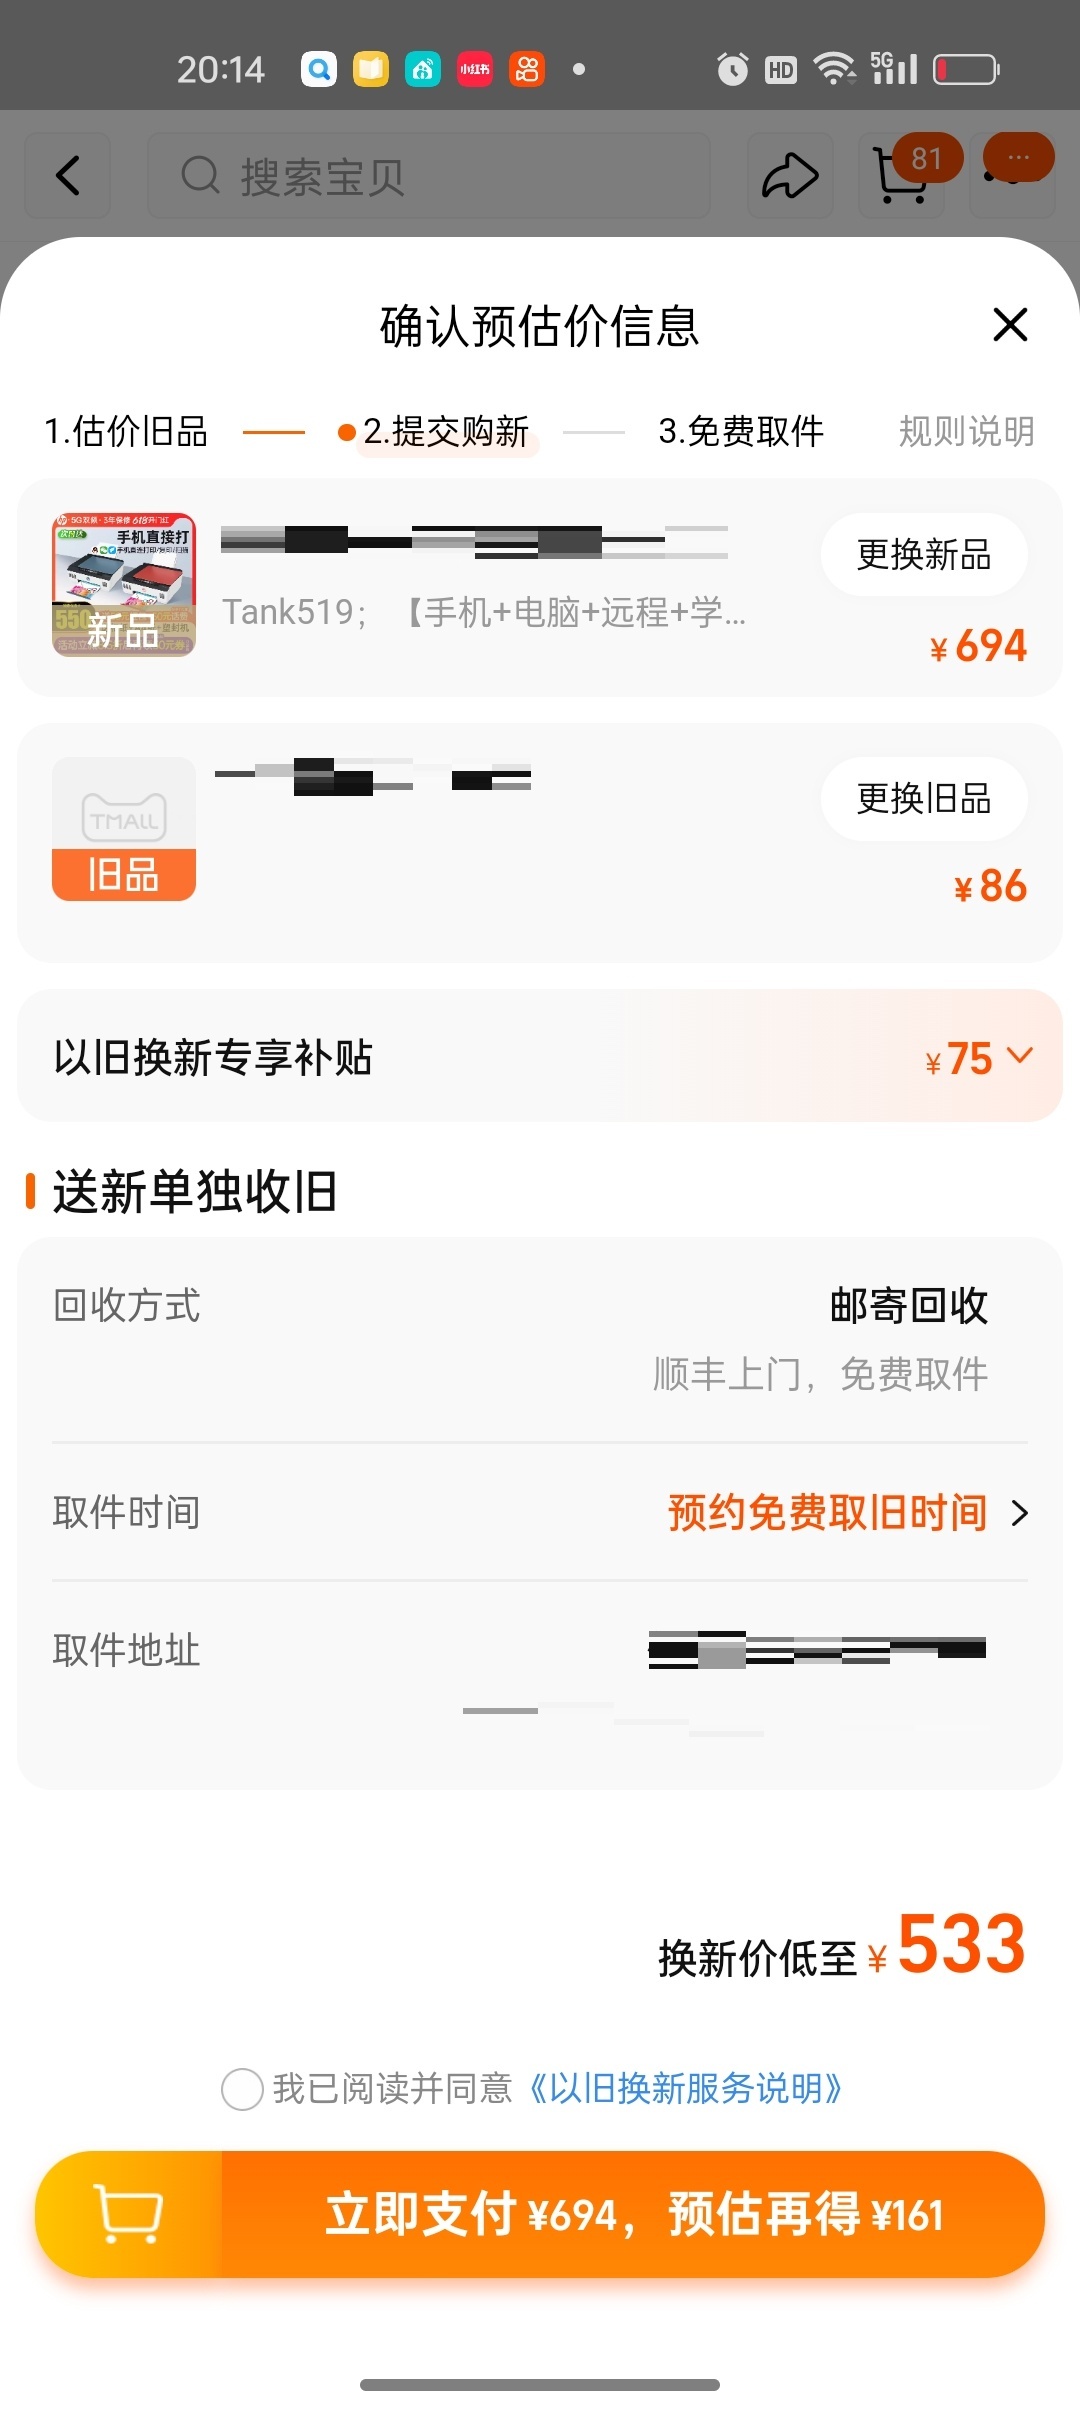 20:14
小红书
HD
5G
搜索宝贝
81
...
确认预估价信息
1.估价旧品
2.提交购新
3.免费取件
规则说明
手机直接打
新品
更换新品
Tank519；【手机+电脑+远程+学...
¥694
TMALL
旧品
更换旧品
¥86
以旧换新专享补贴
¥75
送新单独收旧
回收方式
邮寄回收
顺丰上门，免费取件
取件时间
预约免费取旧时间
取件地址
换新价低至 ¥533
我已阅读并同意《以旧换新服务说明》
立即支付 ¥694，预估再得 ¥161